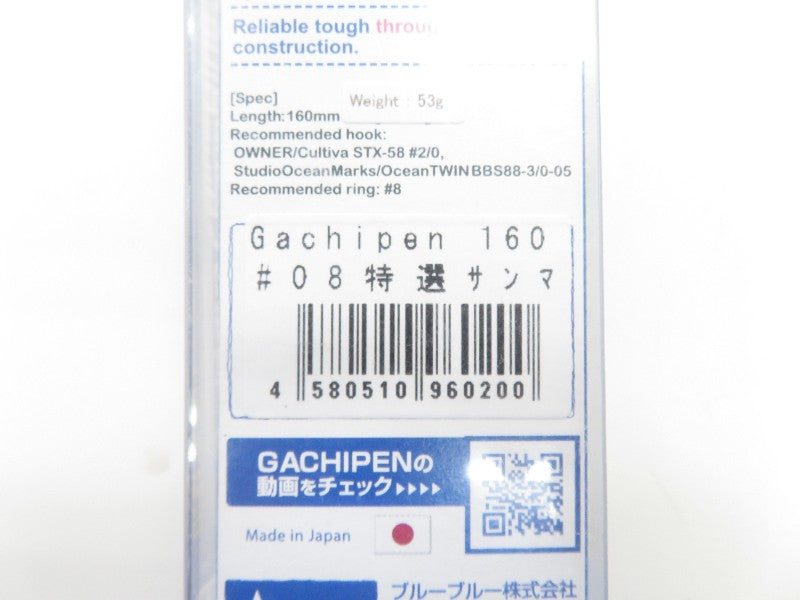 Reliable tough throu
construction.
[Spec]
Weight : 53g
Length:160mm
Recommended hook:
OWNER/Cultiva STX-58 #2/0,
StudioOceanMarks/OceanTWINBBS88-3/0-05
Recommended ring: #8
Gachipen 160
#08特選サンマ
4 580510 960200
GACHIPENの
動画をチェック
Made in Japan
ブルーブルー株式会社